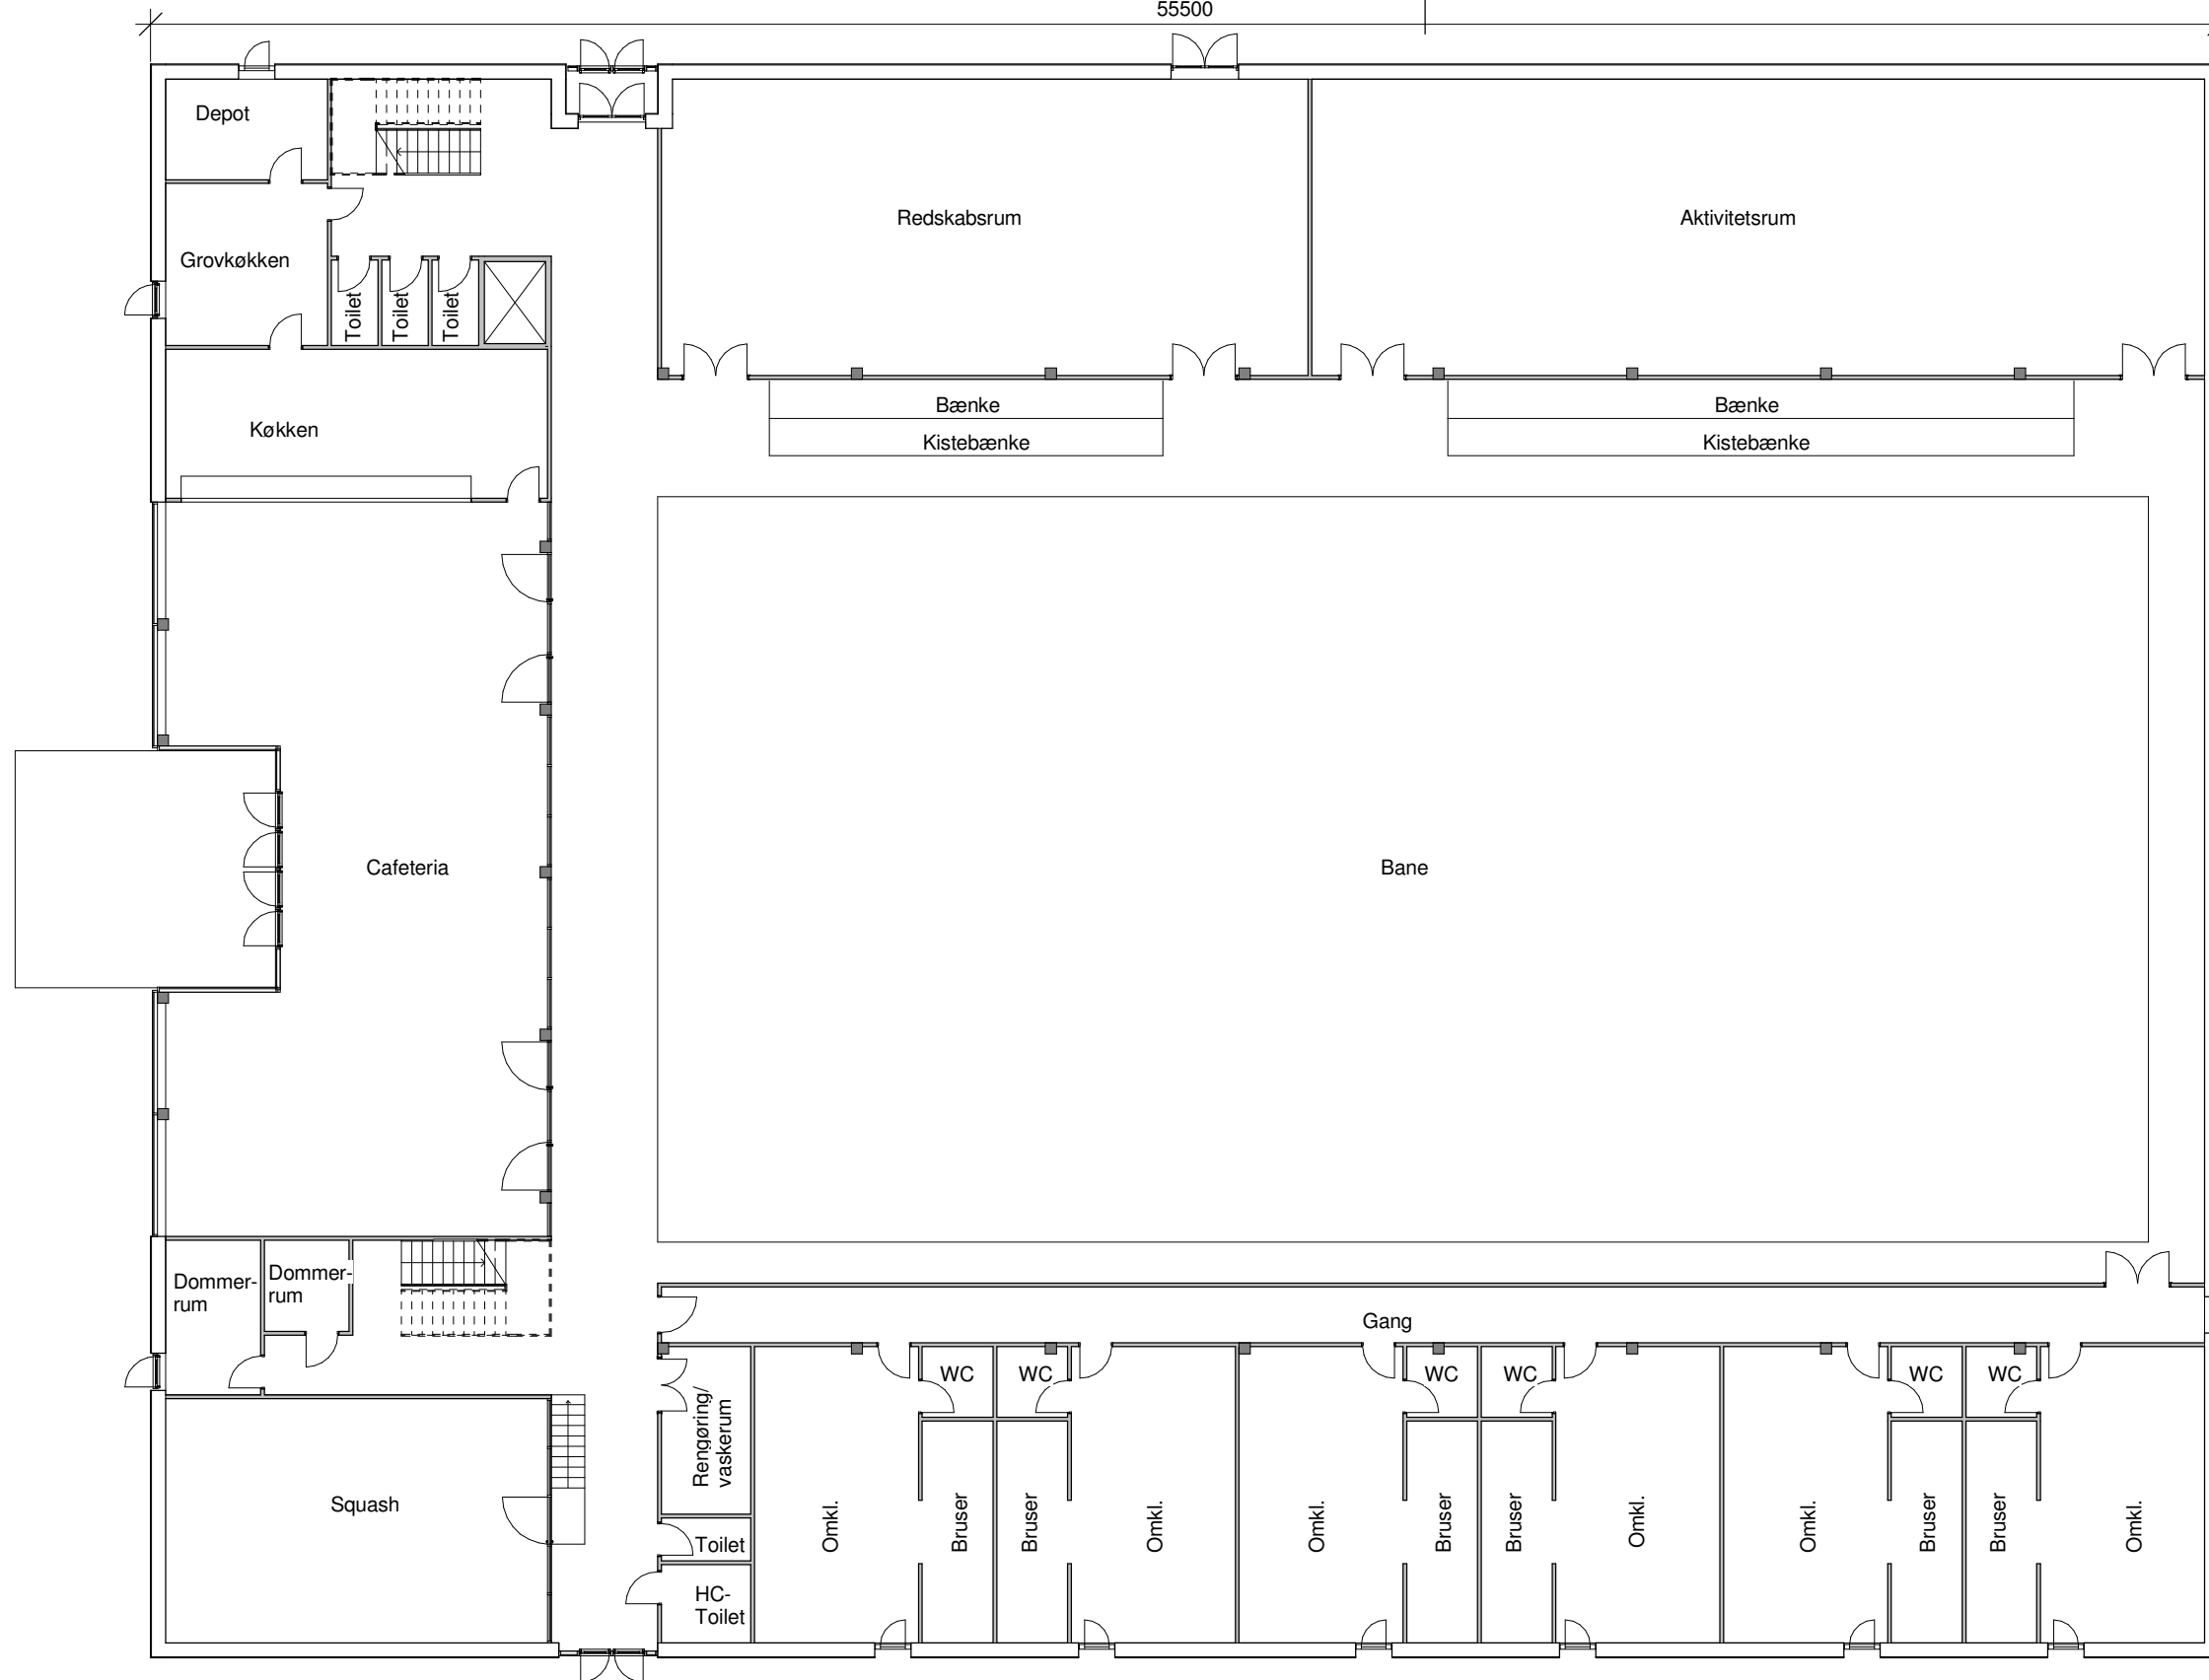 55500
Depot
Redskabsrum
Aktivitetsrum
Grovkøkken
Toilet
Toilet
Toilet
Bænke
Bænke
Køkken
Kistebænke
Kistebænke
Cafeteria
Bane
Dommer-
rum
Dommer-
rum
Gang
WC
WC
WC
WC
WC
WC
Rengøring/
vaskerum
Squash
Omkl.
Bruser
Bruser
Omkl.
Omkl.
Bruser
Bruser
Omkl.
Omkl.
Bruser
Bruser
Omkl.
Toilet
HC-
Toilet